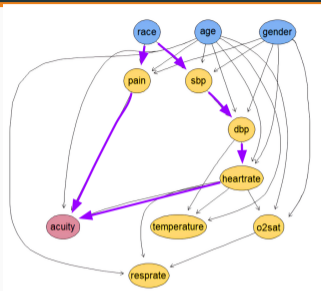 race age gender
pain sbp
dbp
heartrate
acuity temperature o2sat
resprate